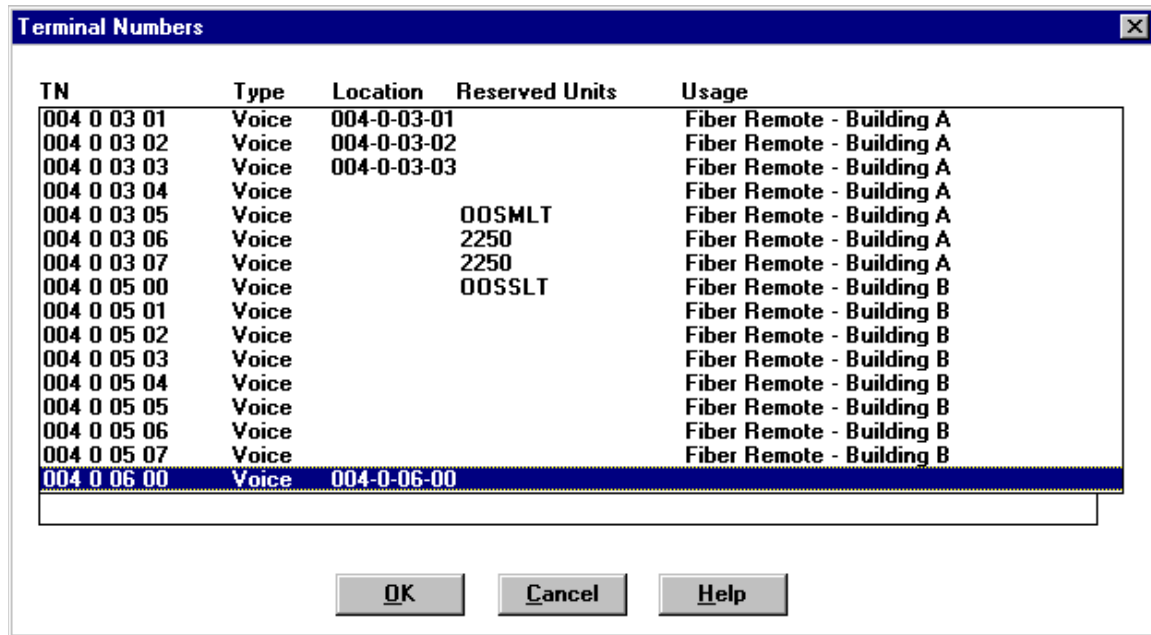 Terminal Numbers
TN Type Location Reserved Units Usage
004 0 03 01 Voice 004-0-03-01 Fiber Remote - Building A
004 0 03 02 Voice 004-0-03-02 Fiber Remote - Building A
004 0 03 03 Voice 004-0-03-03 Fiber Remote - Building A
004 0 03 04 Voice Fiber Remote - Building A
004 0 03 05 Voice OOSMLT Fiber Remote - Building A
004 0 03 06 Voice 2250 Fiber Remote - Building A
004 0 03 07 Voice 2250 Fiber Remote - Building A
004 0 05 00 Voice OOSSLT Fiber Remote - Building B
004 0 05 01 Voice Fiber Remote - Building B
004 0 05 02 Voice Fiber Remote - Building B
004 0 05 03 Voice Fiber Remote - Building B
004 0 05 04 Voice Fiber Remote - Building B
004 0 05 05 Voice Fiber Remote - Building B
004 0 05 06 Voice Fiber Remote - Building B
004 0 05 07 Voice Fiber Remote - Building B
004 0 06 00 Voice 004-0-06-00
OK Cancel Help